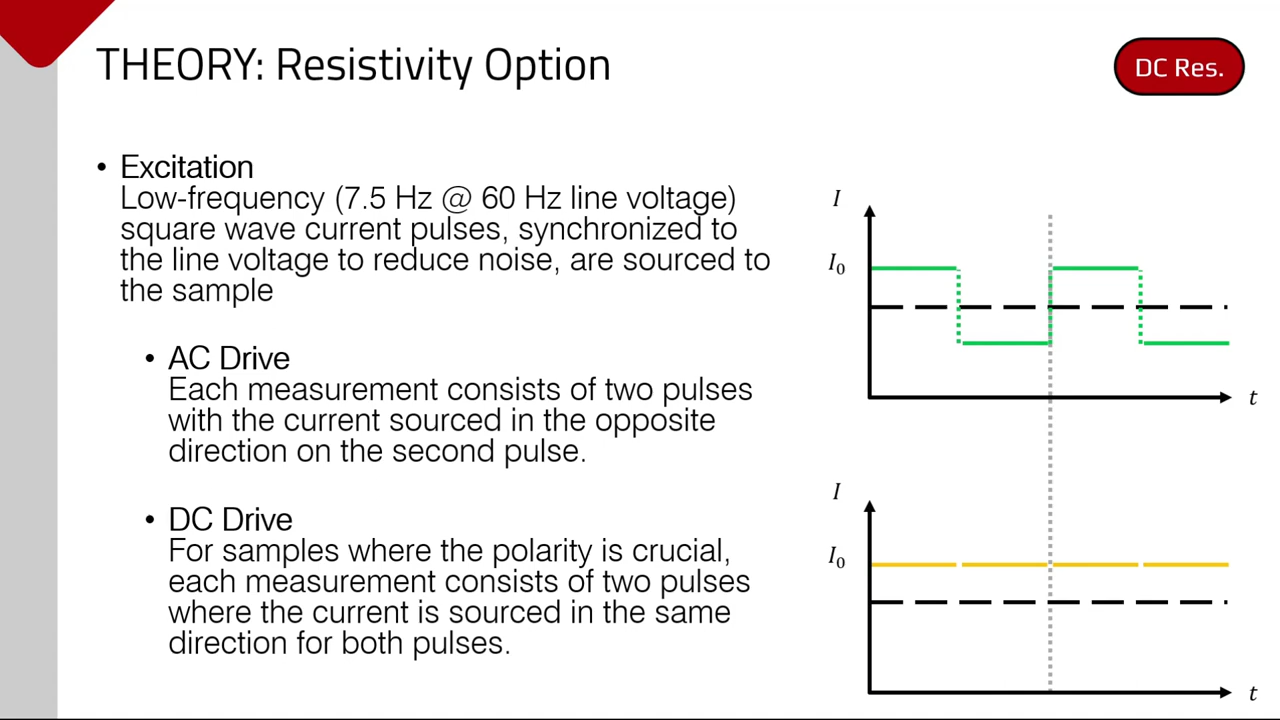 THEORY: Resistivity Option
DC Res.
• Excitation
Low-frequency (7.5 Hz @ 60 Hz line voltage)
square wave current pulses, synchronized to
the line voltage to reduce noise, are sourced to
the sample
• AC Drive
Each measurement consists of two pulses
with the current sourced in the opposite
direction on the second pulse.
• DC Drive
For samples where the polarity is crucial,
each measurement consists of two pulses
where the current is sourced in the same
direction for both pulses.
I
I₀
t
I
I₀
t